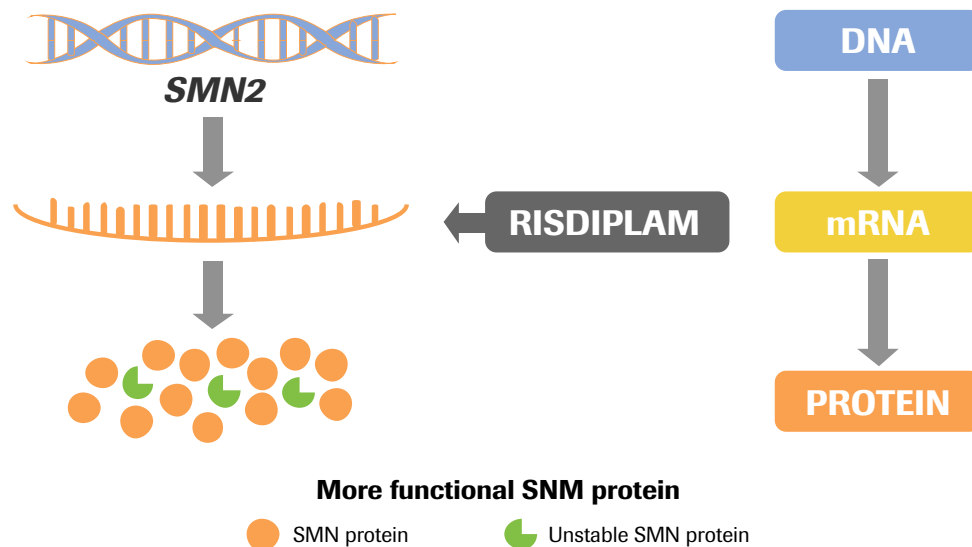 SMN2
DNA
RISDIPLAM
mRNA
PROTEIN
More functional SNM protein
SMN protein
Unstable SMN protein